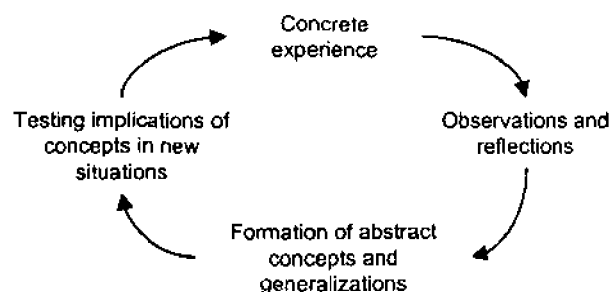 Concrete
experience
Observations and
reflections
Formation of abstract
concepts and
generalizations
Testing implications of
concepts in new
situations